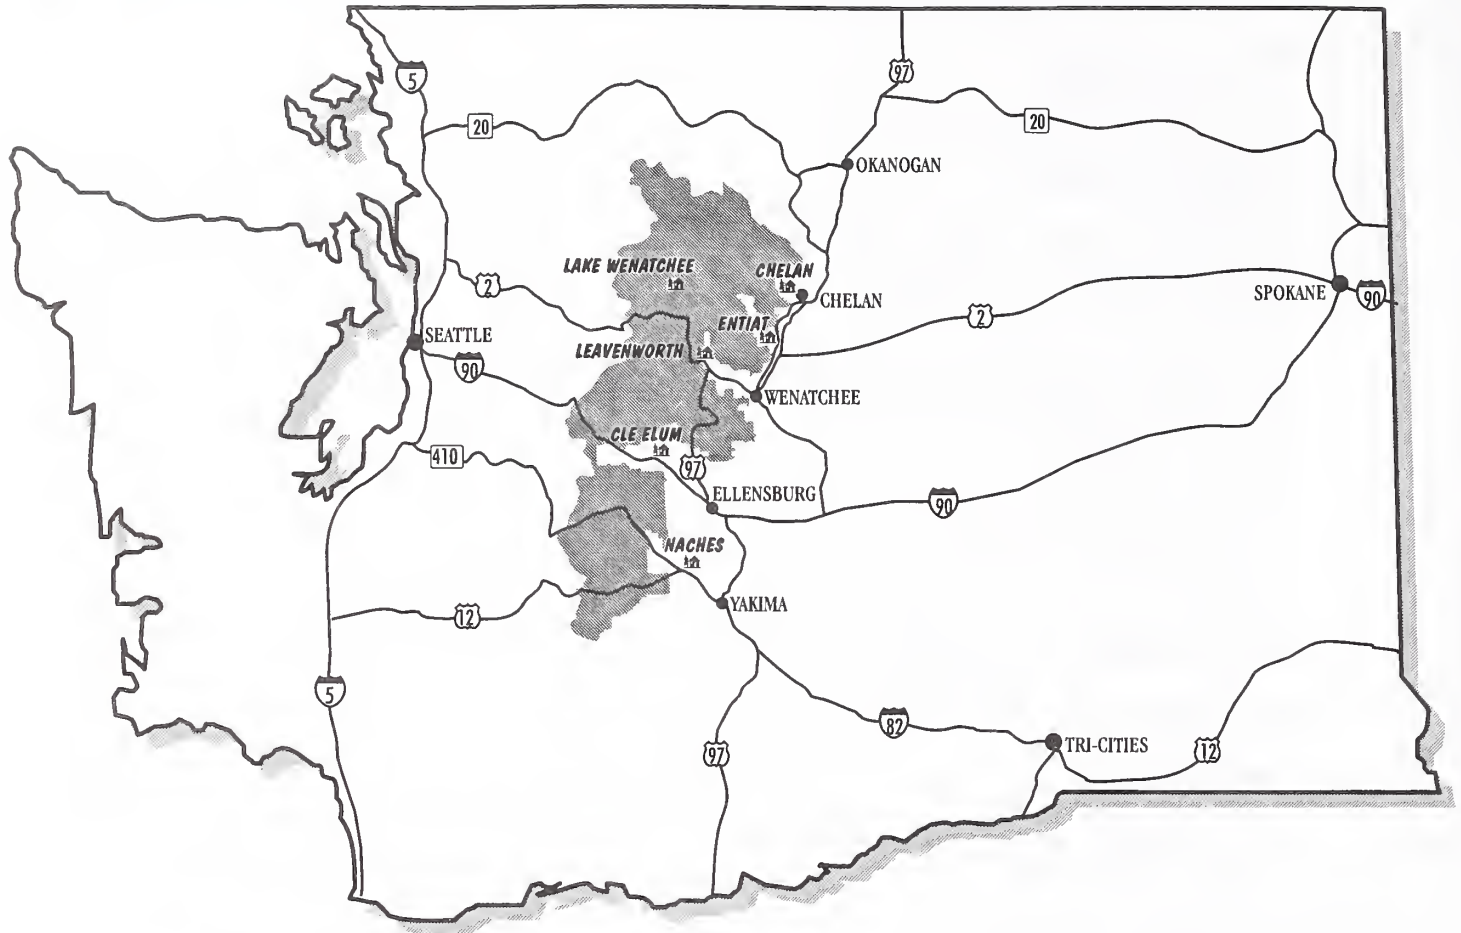 5
97
20
20
OKANOGAN
LAKE WENATCHEE
CHELAN
2
CHELAN
SPOKANE
90
2
ENTIAT
SEATTLE
LEAVENWORTH
90
WENATCHEE
CLE ELUM
410
97
ELLENSBURG
90
NACHES
YAKIMA
12
5
82
97
TRI-CITIES
12